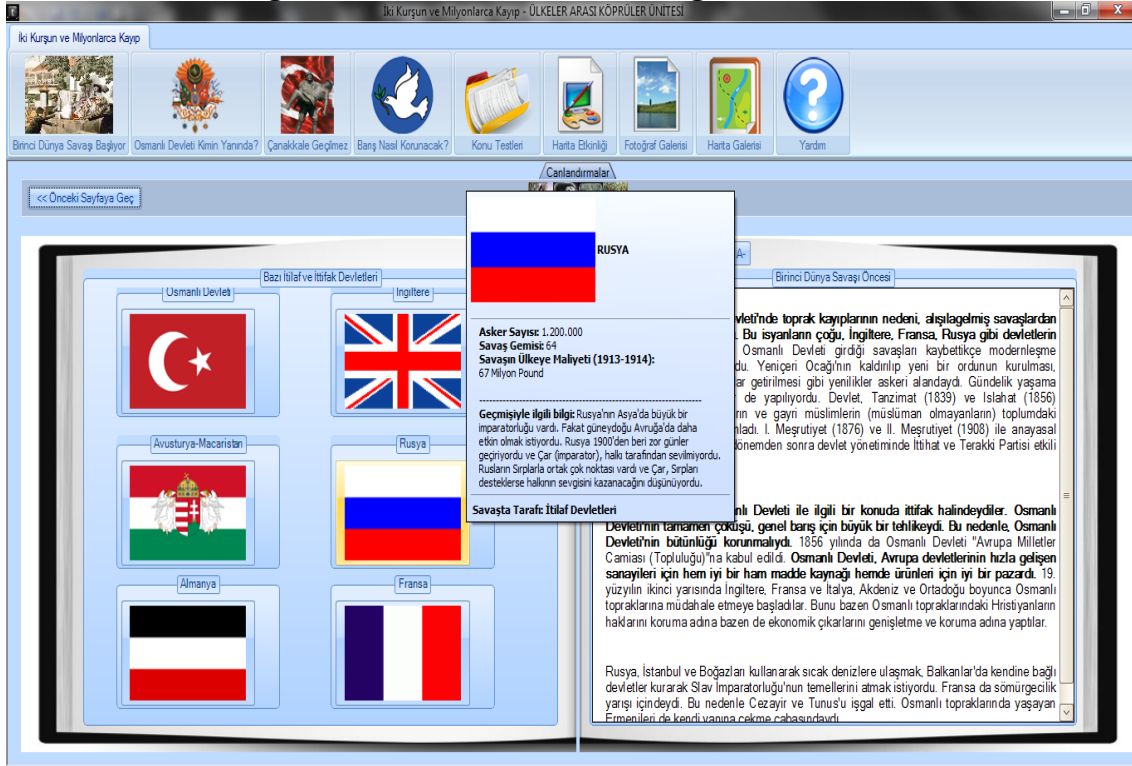 İki Kurşun ve Milyonlarca Kayıp - ÜLKELER ARASI KÖPRÜLER ÜNİTESİ
İki Kurşun ve Milyonlarca Kayıp
Birinci Dünya Savaşı Başlıyor
Osmanlı Devleti Kimin Yanında?
Çanakkale Geçilmez
Barış Nasıl Korunacak?
Konu Testleri
Harita Etkinliği
Fotoğraf Galerisi
Harita Galerisi
Yardım
Canlandırmalar
<< Önceki Sayfaya Geç
A-
Bazı İtilaf ve İttifak Devletleri
Osmanlı Devleti
İngiltere
Avusturya-Macaristan
Rusya
Almanya
Fransa
RUSYA
Asker Sayısı: 1.200.000
Savaş Gemisi: 64
Savaşın Ülkeye Maliyeti (1913-1914):
67 Milyon Pound
--------------------------------------------------------
Geçmişiyle ilgili bilgi: Rusya'nın Asya'da büyük bir
imparatorluğu vardı. Fakat güneydoğu Avruğa'da daha
etkin olmak istiyordu. Rusya 1900'den beri zor günler
geçiriyordu ve Çar (imparator), halkı tarafından sevilmiyordu.
Rusların Sırplarla ortak çok noktası vardı ve Çar, Sırpları
desteklerse halkının sevgisini kazanacağını düşünüyordu.
Savaşta Tarafı: İtilaf Devletleri
Birinci Dünya Savaşı Öncesi
vleti'nde toprak kayıplarının nedeni, alışılagelmiş savaşlardan
. Bu isyanların çoğu, İngiltere, Fransa, Rusya gibi devletlerin
Osmanlı Devleti girdiği savaşları kaybettikçe modernleşme
du. Yeniçeri Ocağı'nın kaldırılıp yeni bir ordunun kurulması,
ar getirilmesi gibi yenilikler askeri alandaydı. Gündelik yaşama
de yapılıyordu. Devlet, Tanzimat (1839) ve Islahat (1856)
rın ve gayri müslimlerin (müslüman olmayanların) toplumdaki
nladı. I. Meşrutiyet (1876) ve II. Meşrutiyet (1908) ile anayasal
dönemden sonra devlet yönetiminde İttihat ve Terakki Partisi etkili
nlı Devleti ile ilgili bir konuda ittifak halindeydiler. Osmanlı
Devleti'nin tamamen çöküşü, genel barış için büyük bir tehlikeydi. Bu nedenle, Osmanlı
Devleti'nin bütünlüğü korunmalıydı. 1856 yılında da Osmanlı Devleti "Avrupa Milletler
Camiası (Topluluğu)"na kabul edildi. Osmanlı Devleti, Avrupa devletlerinin hızla gelişen
sanayileri için hem iyi bir ham madde kaynağı hemde ürünleri için iyi bir pazardı. 19.
yüzyılın ikinci yarısında İngiltere, Fransa ve İtalya, Akdeniz ve Ortadoğu boyunca Osmanlı
topraklarına müdahale etmeye başladılar. Bunu bazen Osmanlı topraklarındaki Hristiyanların
haklarını koruma adına bazen de ekonomik çıkarlarını genişletme ve koruma adına yaptılar.
Rusya, İstanbul ve Boğazları kullanarak sıcak denizlere ulaşmak, Balkanlar'da kendine bağlı
devletler kurarak Slav İmparatorluğu'nun temellerini atmak istiyordu. Fransa da sömürgecilik
yarışı içindeydi. Bu nedenle Cezayir ve Tunus'u işgal etti. Osmanlı topraklarında yaşayan
Ermenileri de kendi yanına çekme çabasındaydı